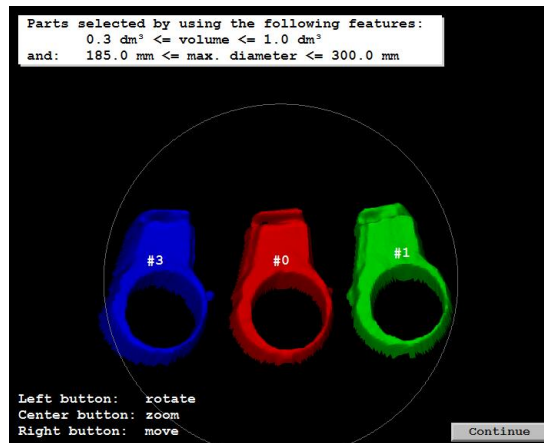 Parts selected by using the following features:
0.3 dm³ <= volume <= 1.0 dm³
and: 185.0 mm <= max. diameter <= 300.0 mm
#3
#0
#1
Left button: rotate
Center button: zoom
Right button: move
Continue